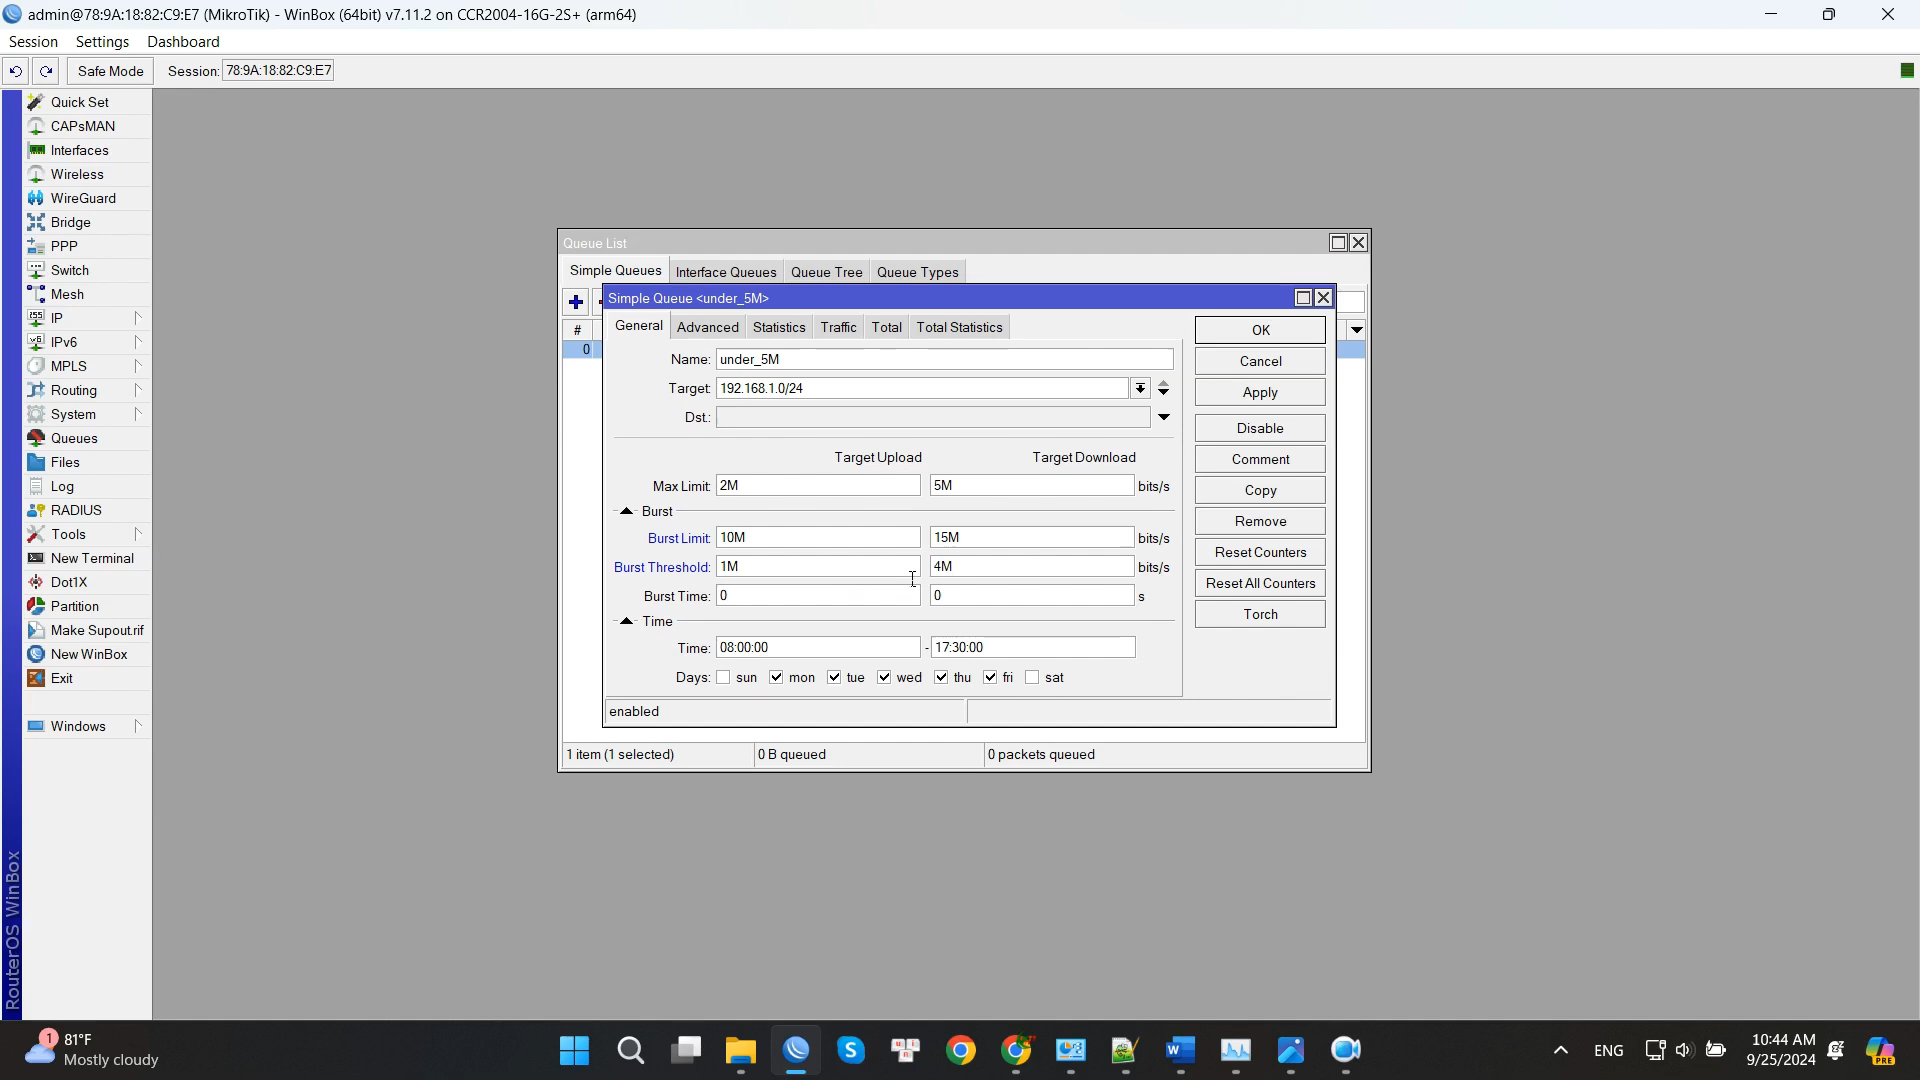 admin@78:9A:18:82:C9:E7 (MikroTik) - WinBox (64bit) v7.11.2 on CCR2004-16G-2S+ (arm64)
Session Settings Dashboard
Safe Mode Session: 78:9A:18:82:C9:E7
Quick Set
CAPsMAN
Interfaces
Wireless
WireGuard
Bridge
PPP
Switch
Mesh
IP
IPv6
MPLS
Routing
System
Queues
Files
Log
RADIUS
Tools
New Terminal
Dot1X
Partition
Make Supout.rif
New WinBox
Exit
Windows
RouterOS WinBox
Queue List
Simple Queues Interface Queues Queue Tree Queue Types
#
0
Simple Queue <under_5M>
General Advanced Statistics Traffic Total Total Statistics
Name: under_5M
Target: 192.168.1.0/24
Dst.:
Target Upload Target Download
Max Limit: 2M 5M bits/s
Burst
Burst Limit: 10M 15M bits/s
Burst Threshold: 1M 4M bits/s
Burst Time: 0 0 s
Time
Time: 08:00:00 - 17:30:00
Days: sun mon tue wed thu fri sat
enabled
OK
Cancel
Apply
Disable
Comment
Copy
Remove
Reset Counters
Reset All Counters
Torch
1 item (1 selected) 0 B queued 0 packets queued
1
81°F
Mostly cloudy
ENG
10:44 AM
9/25/2024
PRE